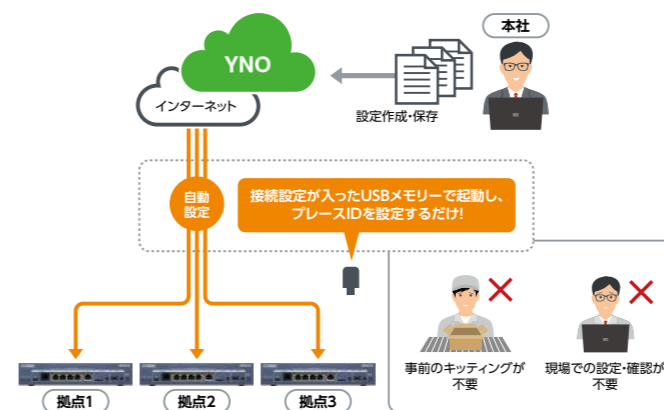 本社
YNO
インターネット
設定作成・保存
自動
設定
接続設定が入ったUSBメモリーで起動し、
プレースIDを設定するだけ!
事前のキッティングが
不要
現場での設定・確認が
不要
拠点1
拠点2
拠点3